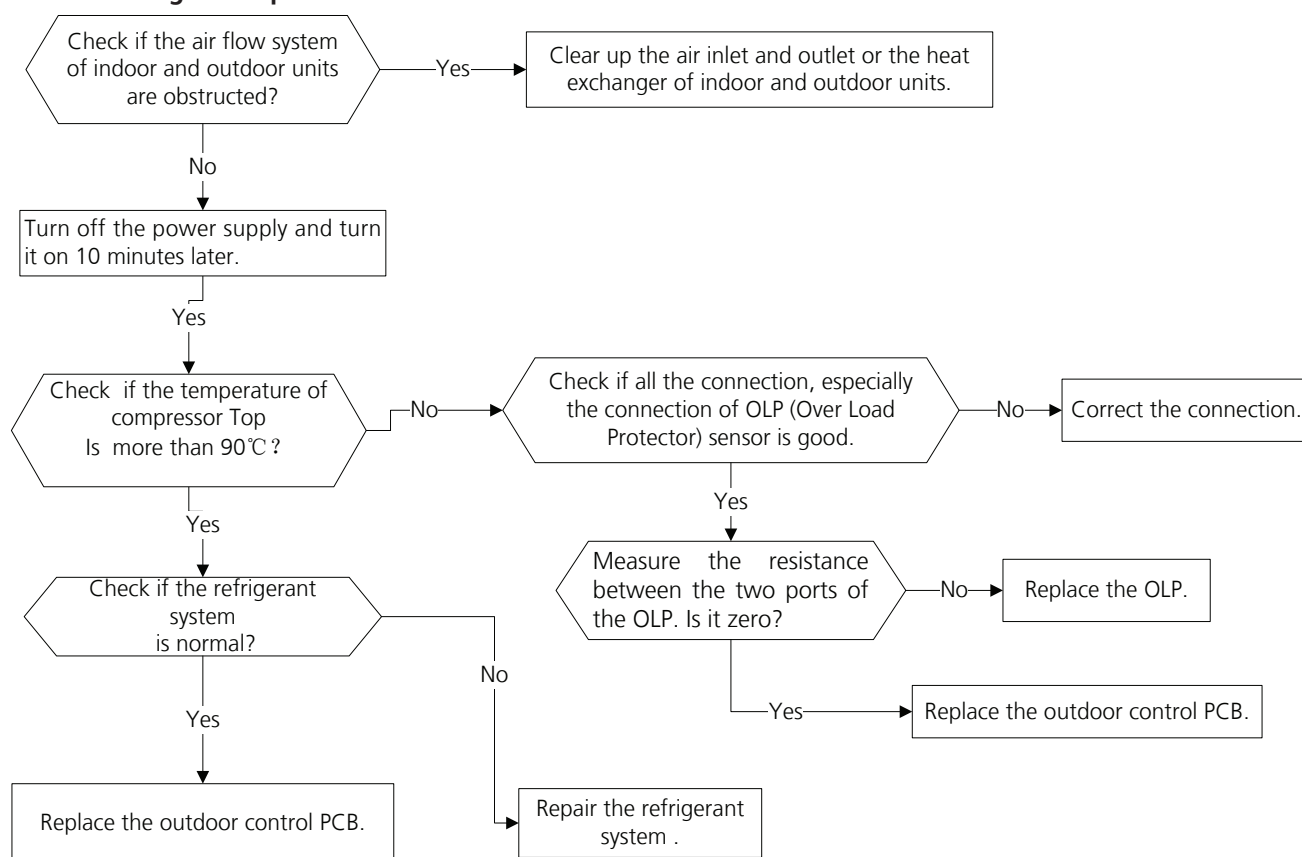 Check if the air flow system
of indoor and outdoor units
are obstructed?
Yes
Clear up the air inlet and outlet or the heat
exchanger of indoor and outdoor units.
No
Turn off the power supply and turn
it on 10 minutes later.
Yes
Check if the temperature of
compressor Top
Is more than 90℃?
No
Check if all the connection, especially
the connection of OLP (Over Load
Protector) sensor is good.
No
Correct the connection.
Yes
Yes
Measure the resistance
between the two ports of
the OLP. Is it zero?
No
Replace the OLP.
Check if the refrigerant
system
is normal?
No
Yes
Yes
Replace the outdoor control PCB.
Replace the outdoor control PCB.
Repair the refrigerant
system .